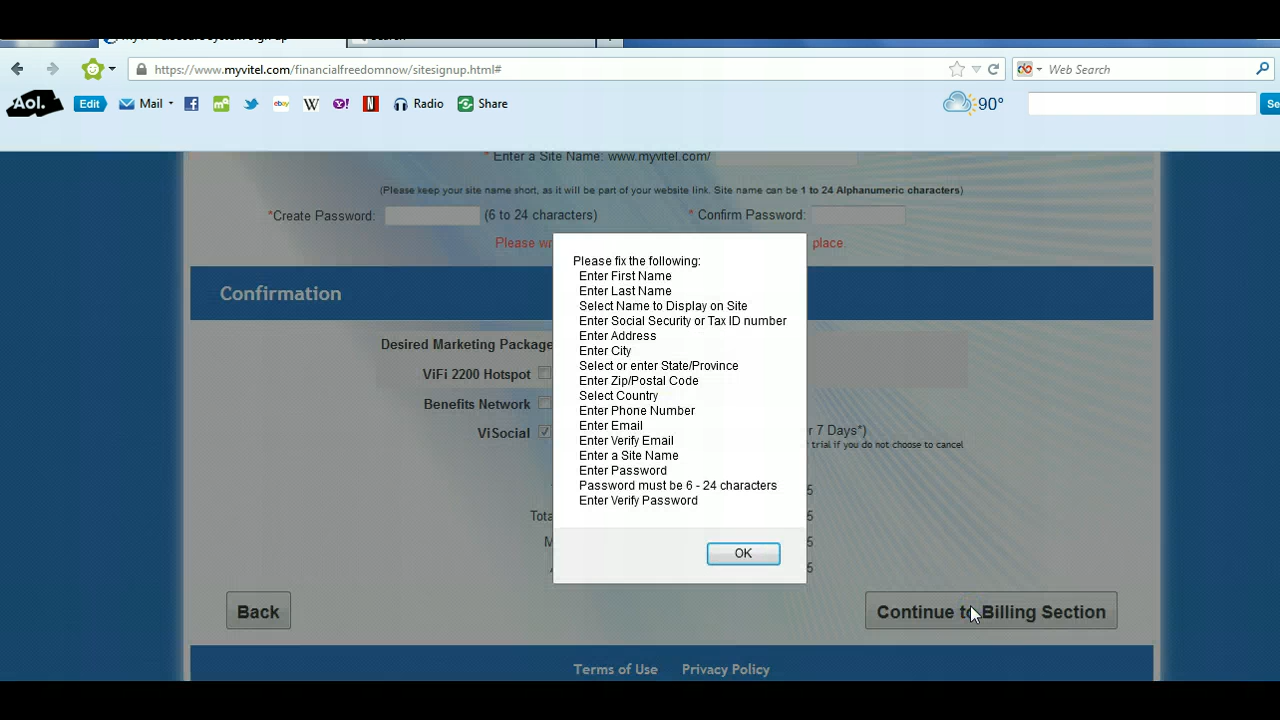 https://www.myvitel.com/financialfreedomnow/sitesignup.html#
Web Search
Aol.
Edit
Mail
ebay
W
Y!
N
Radio
Share
90°
* Enter a Site Name: www.myvitel.com/
(Please keep your site name short, as it will be part of your website link. Site name can be 1 to 24 Alphanumeric characters)
*Create Password:
(6 to 24 characters)
* Confirm Password:
Please
place.
Confirmation
Desired Marketing Package
ViFi 2200 Hotspot
Benefits Network
ViSocial
7 Days*)
trial if you do not choose to cancel
Please fix the following:
Enter First Name
Enter Last Name
Select Name to Display on Site
Enter Social Security or Tax ID number
Enter Address
Enter City
Select or enter State/Province
Enter Zip/Postal Code
Select Country
Enter Phone Number
Enter Email
Enter Verify Email
Enter a Site Name
Enter Password
Password must be 6 - 24 characters
Enter Verify Password
OK
Back
Continue to Billing Section
Terms of Use
Privacy Policy